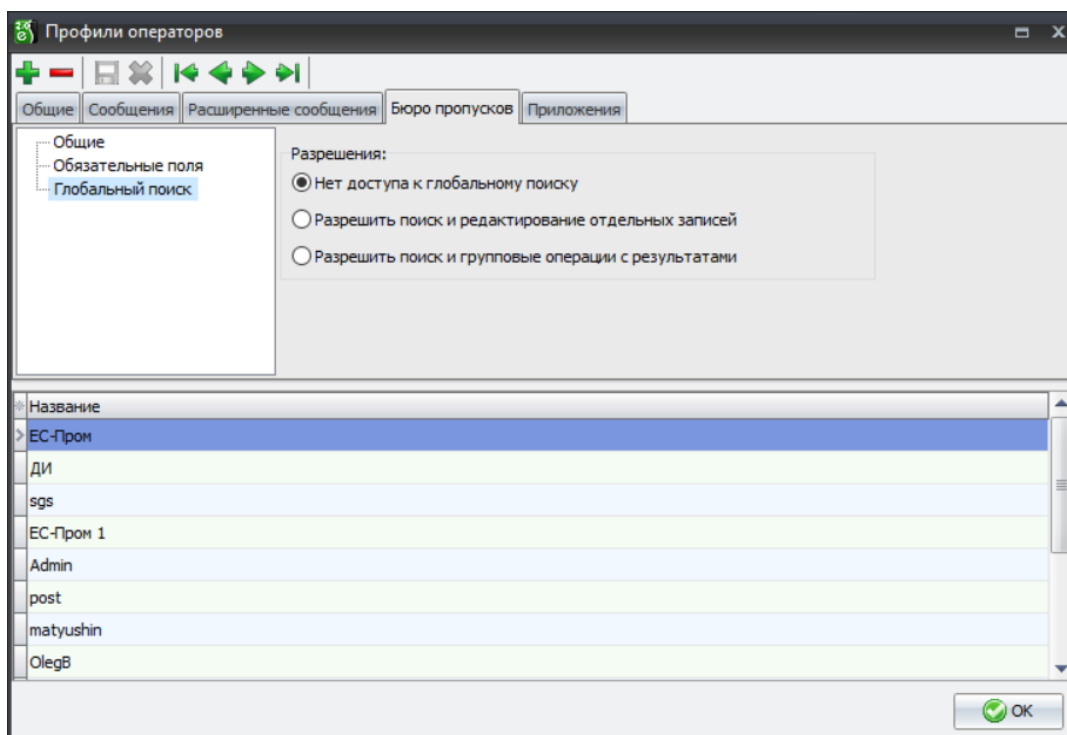 Профили операторов
Общие Сообщения Расширенные сообщения Бюро пропусков Приложения
Общие
Обязательные поля
Глобальный поиск
Разрешения:
Нет доступа к глобальному поиску
Разрешить поиск и редактирование отдельных записей
Разрешить поиск и групповые операции с результатами
Название
ЕС-Пром
ДИ
sgs
ЕС-Пром 1
Admin
post
matyushin
OlegB
OK